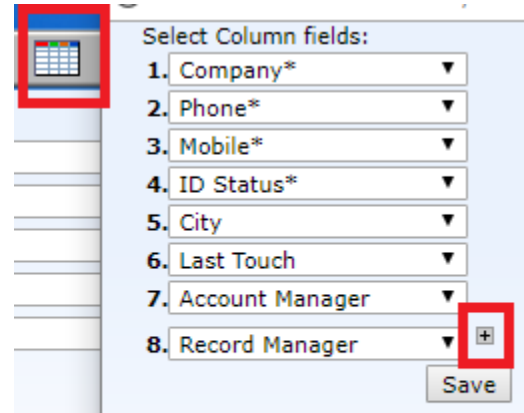 Select Column fields:
1. Company*
2. Phone*
3. Mobile*
4. ID Status*
5. City
6. Last Touch
7. Account Manager
8. Record Manager
Save